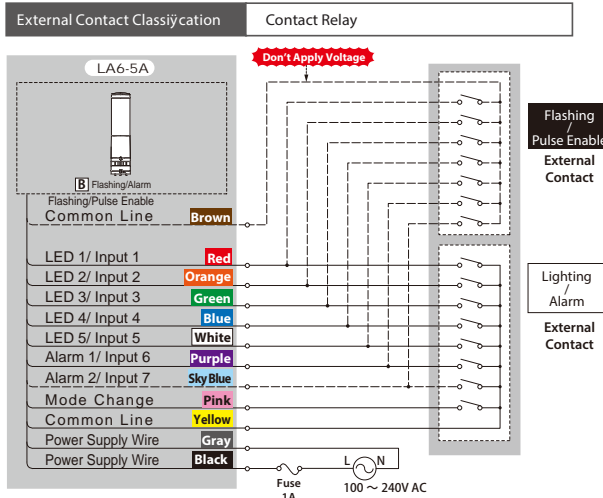 External Contact Classiÿcation
Contact Relay
Don't Apply Voltage
LA6-5A
B Flashing/Alarm
Flashing/Pulse Enable
Common Line Brown
LED 1/ Input 1 Red
LED 2/ Input 2 Orange
LED 3/ Input 3 Green
LED 4/ Input 4 Blue
LED 5/ Input 5 White
Alarm 1/ Input 6 Purple
Alarm 2/ Input 7 Sky Blue
Mode Change Pink
Common Line Yellow
Power Supply Wire Gray
Power Supply Wire Black
Fuse
1A
L N
100 ～ 240V AC
Flashing
/
Pulse Enable
External
Contact
Lighting
/
Alarm
External
Contact